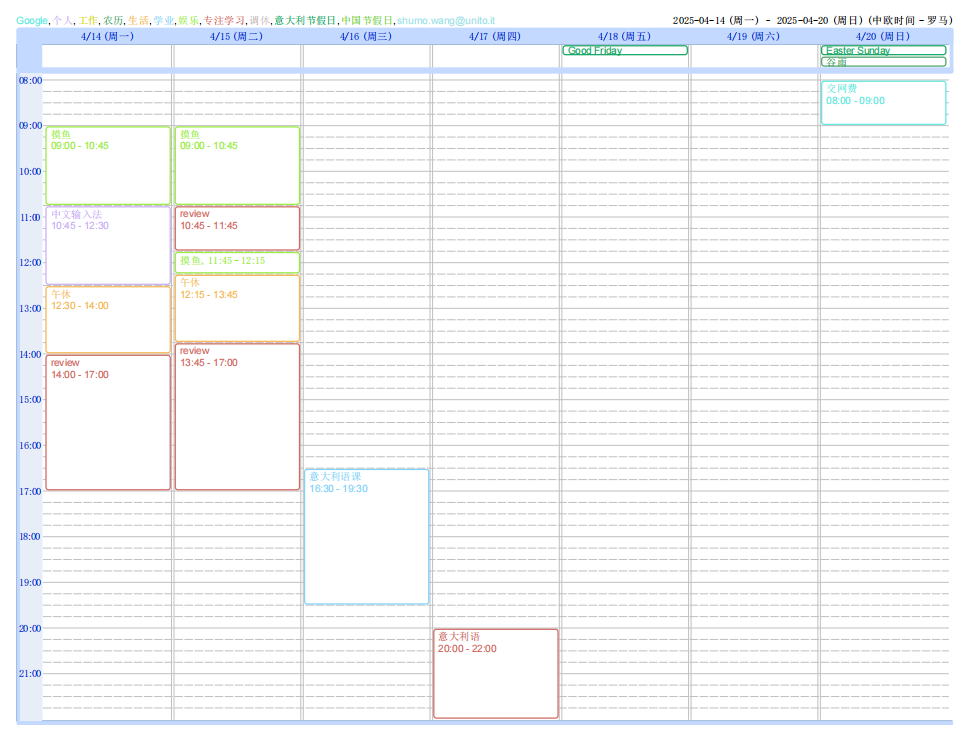 Google,个人,工作,农历,生活,学业,娱乐,专注学习,调休,意大利节假日,中国节假日,shumo.wang@unito.it
2025-04-14 (周一) - 2025-04-20 (周日) (中欧时间 - 罗马)
4/14 (周一) 4/15 (周二) 4/16 (周三) 4/17 (周四) 4/18 (周五) 4/19 (周六) 4/20 (周日)
Good Friday Easter Sunday
谷雨
08:00
交网费
08:00 - 09:00
09:00
摸鱼 摸鱼
09:00 - 10:45 09:00 - 10:45
10:00
中文输入法 review
10:45 - 12:30 10:45 - 11:45
11:00
摸鱼, 11:45 - 12:15
12:00
午休
12:15 - 13:45
午休
12:30 - 14:00
13:00
review
13:45 - 17:00
14:00
review
14:00 - 17:00
15:00
16:00
意大利语课
16:30 - 19:30
17:00
18:00
19:00
20:00
意大利语
20:00 - 22:00
21:00